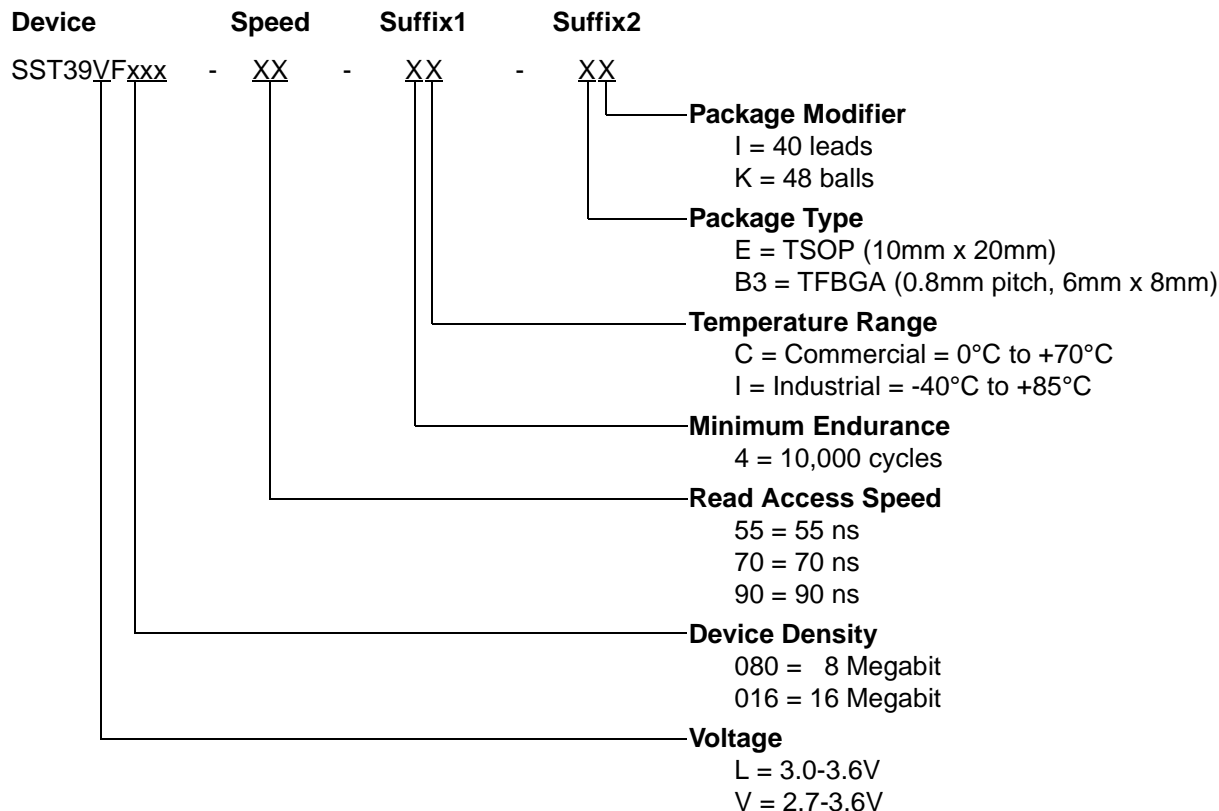 Device Speed Suffix1 Suffix2
SST39VFxxx - XX - XX - XX
Package Modifier
I = 40 leads
K = 48 balls
Package Type
E = TSOP (10mm x 20mm)
B3 = TFBGA (0.8mm pitch, 6mm x 8mm)
Temperature Range
C = Commercial = 0°C to +70°C
I = Industrial = -40°C to +85°C
Minimum Endurance
4 = 10,000 cycles
Read Access Speed
55 = 55 ns
70 = 70 ns
90 = 90 ns
Device Density
080 = 8 Megabit
016 = 16 Megabit
Voltage
L = 3.0-3.6V
V = 2.7-3.6V